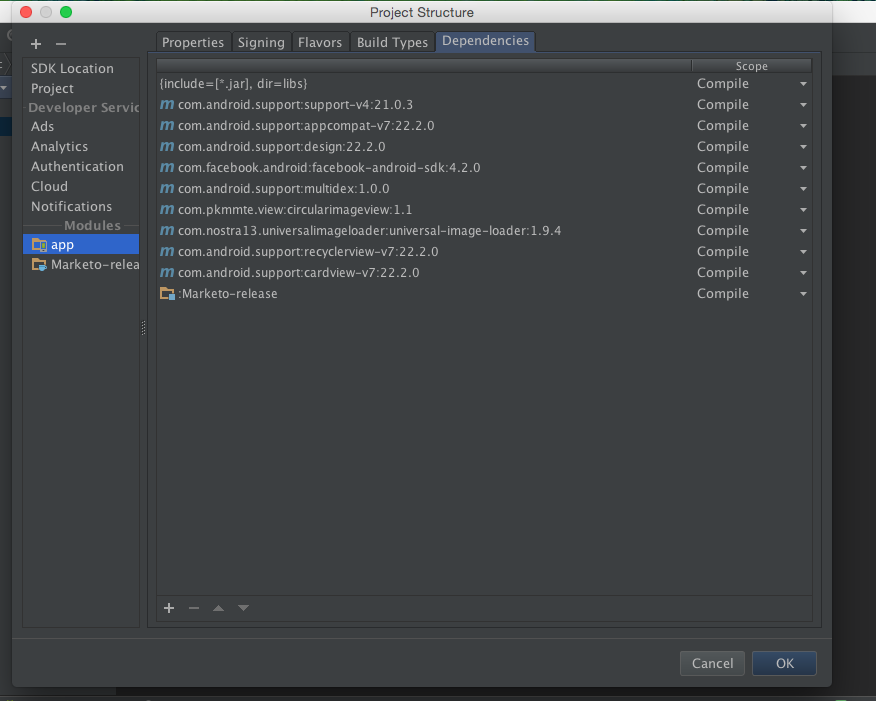 Project Structure
Properties Signing Flavors Build Types Dependencies
SDK Location
Project
Developer Servic
Ads
Analytics
Authentication
Cloud
Notifications
Modules
app
Marketo-relea
Scope
{include=[*.jar], dir=libs} Compile
m com.android.support:support-v4:21.0.3 Compile
m com.android.support:appcompat-v7:22.2.0 Compile
m com.android.support:design:22.2.0 Compile
m com.facebook.android:facebook-android-sdk:4.2.0 Compile
m com.android.support:multidex:1.0.0 Compile
m com.pkmmte.view:circularimageview:1.1 Compile
m com.nostra13.universalimageloader:universal-image-loader:1.9.4 Compile
m com.android.support:recyclerview-v7:22.2.0 Compile
m com.android.support:cardview-v7:22.2.0 Compile
:Marketo-release Compile
Cancel OK